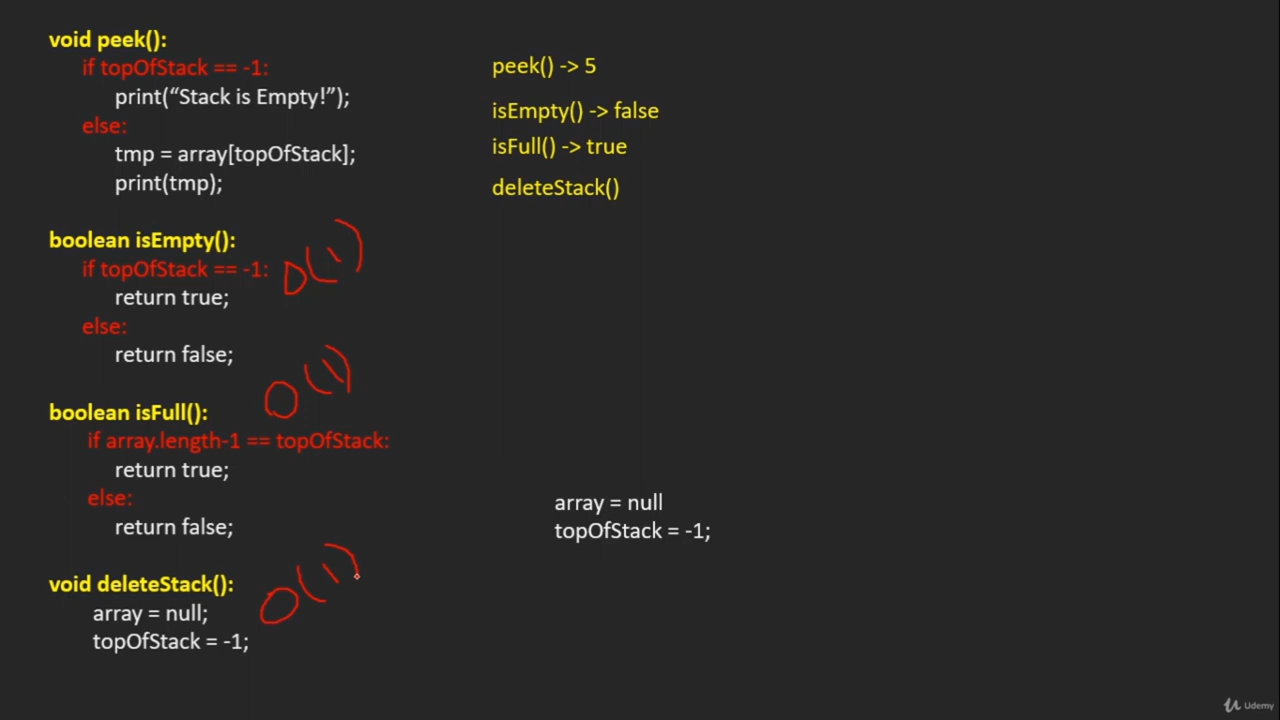 void peek():
if topOfStack == -1:
print(“Stack is Empty!”);
else:
tmp = array[topOfStack];
print(tmp);
boolean isEmpty():
if topOfStack == -1:
O(1)
return true;
else:
return false;
O(1)
boolean isFull():
if array.length-1 == topOfStack:
return true;
else:
return false;
void deleteStack():
O(1)
array = null;
topOfStack = -1;
peek() -> 5
isEmpty() -> false
isFull() -> true
deleteStack()
array = null
topOfStack = -1;
Udemy